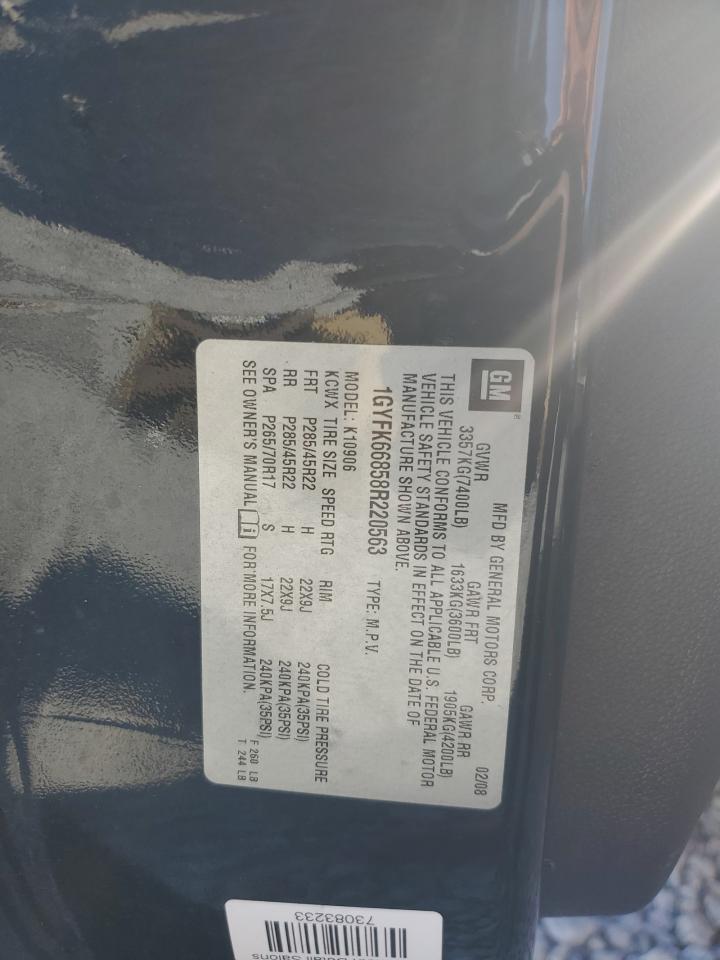 GM
®
MFD BY GENERAL MOTORS CORP. 02/08
GVWR GAWR FRT GAWR RR
3357KG(7400LB) 1633KG(3600LB) 1905KG(4200LB)
THIS VEHICLE CONFORMS TO ALL APPLICABLE U.S. FEDERAL MOTOR
VEHICLE SAFETY STANDARDS IN EFFECT ON THE DATE OF
MANUFACTURE SHOWN ABOVE.
1GYFK66858R220563 TYPE: M.P.V.
MODEL: K10906
KCWX TIRE SIZE SPEED RTG RIM COLD TIRE PRESSURE
FRT P285/45R22 H 22X9J 240KPA(35PSI)
RR P285/45R22 H 22X9J 240KPA(35PSI)
SPA P265/70R17 S 17X7.5J 240KPA(35PSI)
SEE OWNER'S MANUAL i FOR MORE INFORMATION.
F 260 LB
T 244 LB
73083233
Detail Salons